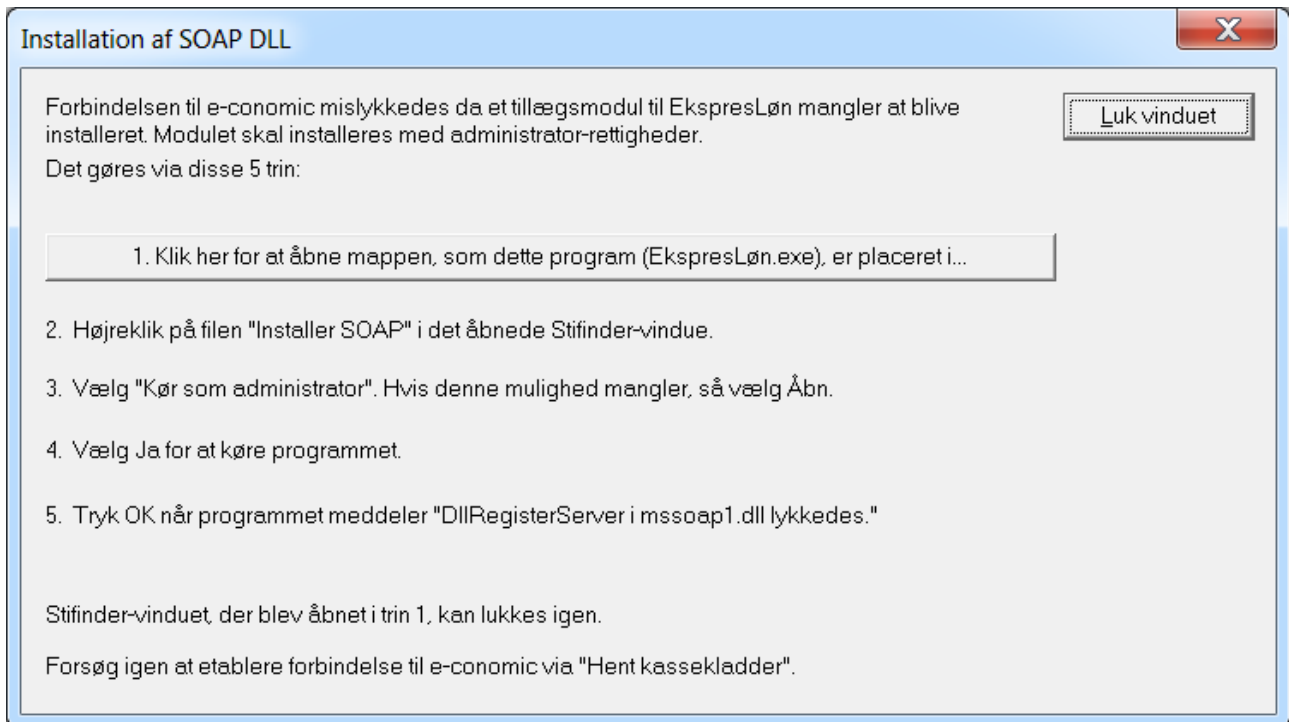 Installation af SOAP DLL
Forbindelsen til e-conomic mislykkedes da et tillægsmodul til EkspresLøn mangler at blive
installeret. Modulet skal installeres med administrator-rettigheder.
Det gøres via disse 5 trin:
Luk vinduet
1. Klik her for at åbne mappen, som dette program (EkspresLøn.exe), er placeret i...
2. Højreklik på filen "Installer SOAP" i det åbnede Stifinder-vindue.
3. Vælg "Kør som administrator". Hvis denne mulighed mangler, så vælg Åbn.
4. Vælg Ja for at køre programmet.
5. Tryk OK når programmet meddeler "DllRegisterServer i mssoap1.dll lykkedes."
Stifinder-vinduet, der blev åbnet i trin 1, kan lukkes igen.
Forsøg igen at etablere forbindelse til e-conomic via "Hent kassekladder".